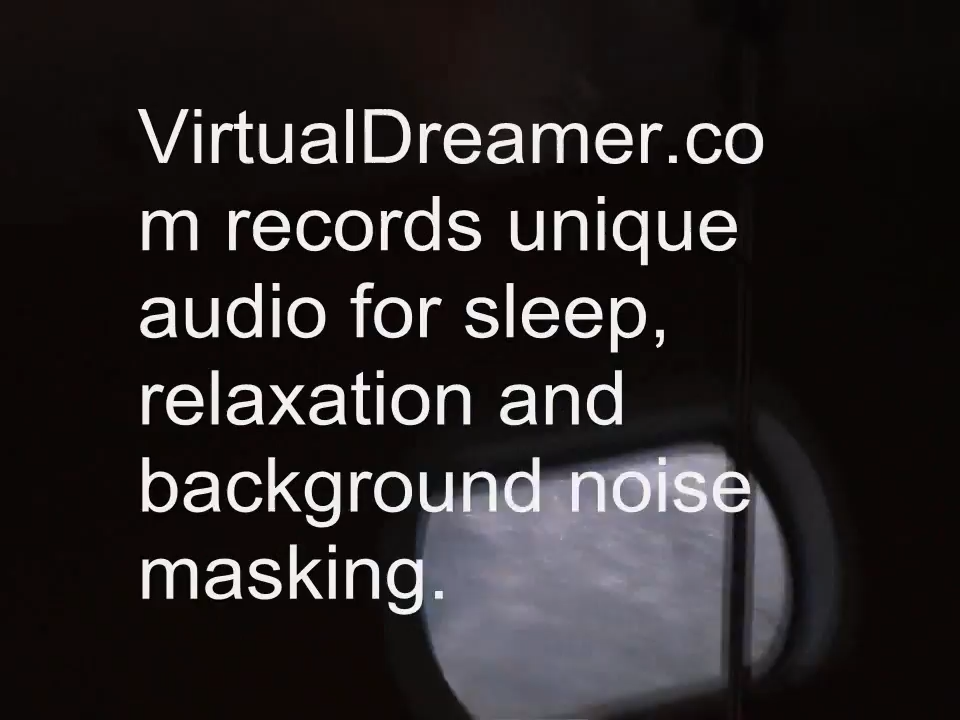 VirtualDreamer.co
m records unique
audio for sleep,
relaxation and
background noise
masking.